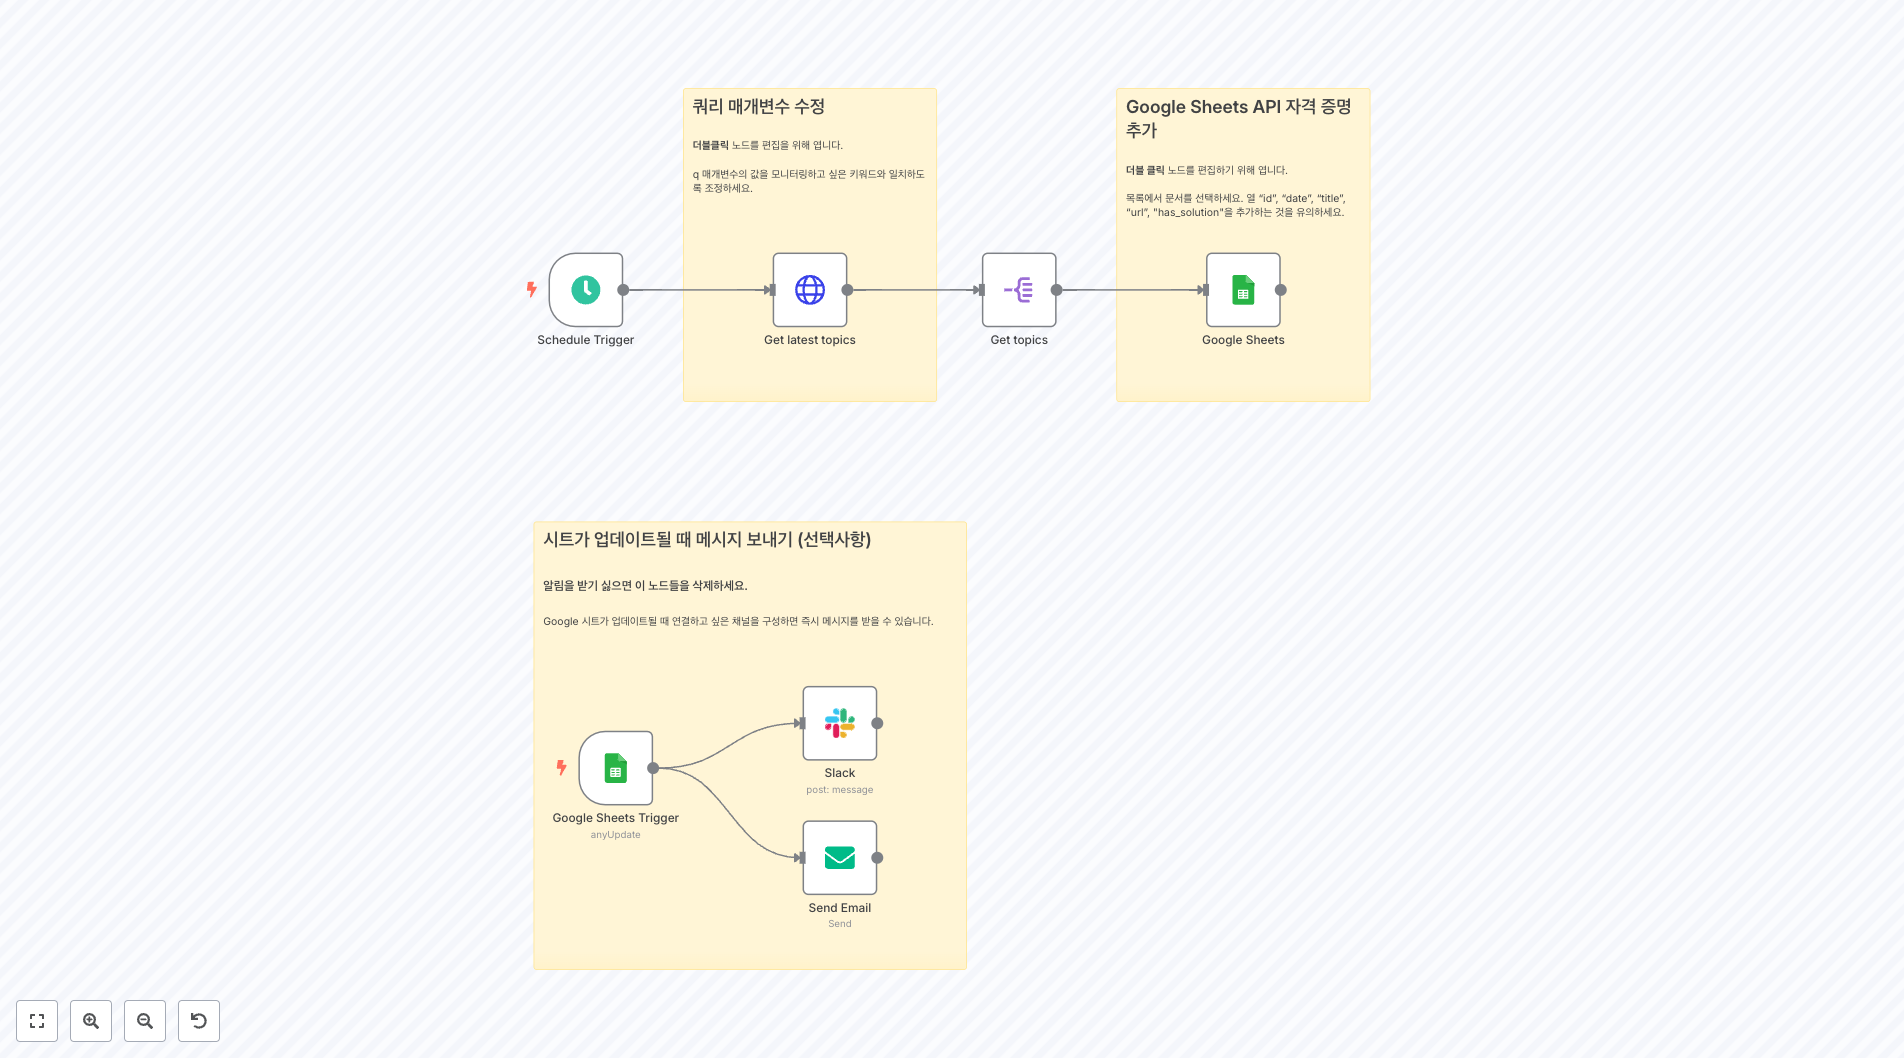 쿼리 매개변수 수정
더블클릭 노드를 편집을 위해 엽니다.
q 매개변수의 값을 모니터링하고 싶은 키워드와 일치하도
록 조정하세요.
Google Sheets API 자격 증명
추가
더블 클릭 노드를 편집하기 위해 엽니다.
목록에서 문서를 선택하세요. 열 “id”, “date”, “title”,
“url”, "has_solution"을 추가하는 것을 유의하세요.
Schedule Trigger
Get latest topics
Get topics
Google Sheets
시트가 업데이트될 때 메시지 보내기 (선택사항)
알림을 받기 싫으면 이 노드들을 삭제하세요.
Google 시트가 업데이트될 때 연결하고 싶은 채널을 구성하면 즉시 메시지를 받을 수 있습니다.
Slack
post: message
Google Sheets Trigger
anyUpdate
Send Email
Send